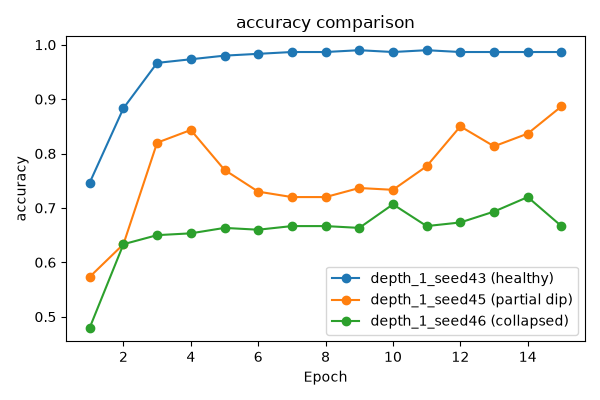 accuracy comparison
accuracy
1.0
0.9
0.8
0.7
0.6
0.5
depth_1_seed43 (healthy)
depth_1_seed45 (partial dip)
depth_1_seed46 (collapsed)
2 4 6 8 10 12 14
Epoch